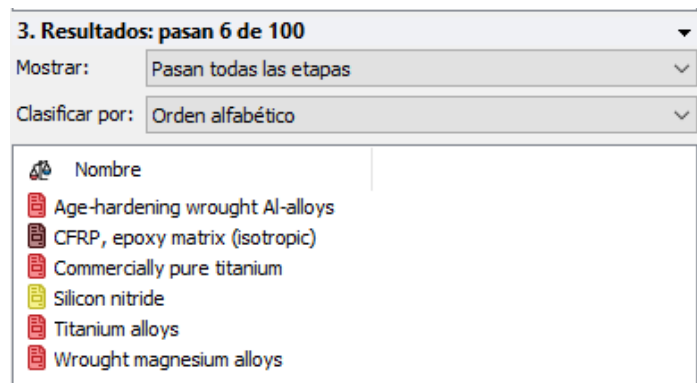 3. Resultados: pasan 6 de 100
Mostrar: Pasan todas las etapas
Clasificar por: Orden alfabético
Nombre
Age-hardening wrought Al-alloys
CFRP, epoxy matrix (isotropic)
Commercially pure titanium
Silicon nitride
Titanium alloys
Wrought magnesium alloys